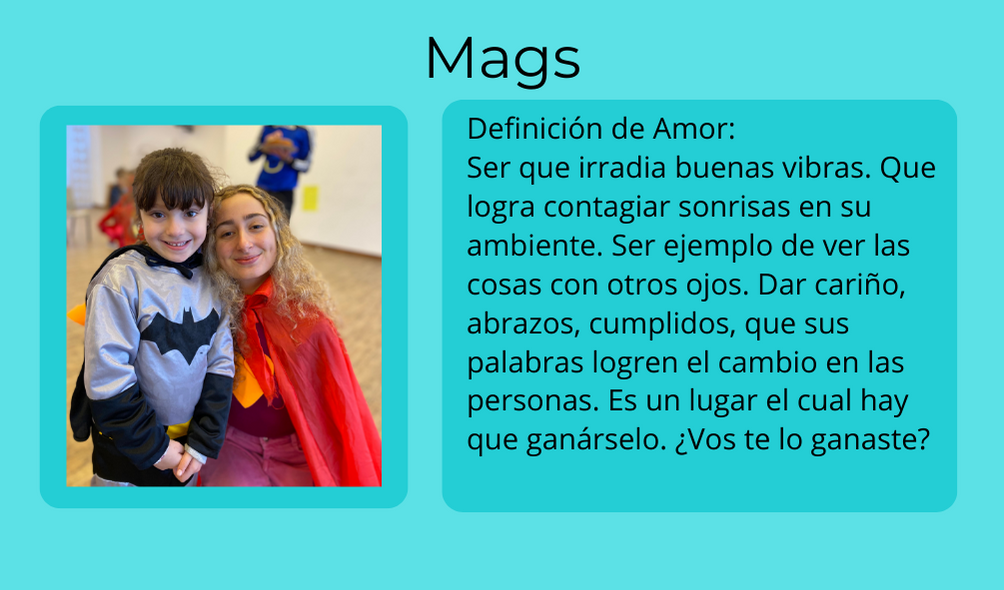 Mags
Definición de Amor:
Ser que irradia buenas vibras. Que
logra contagiar sonrisas en su
ambiente. Ser ejemplo de ver las
cosas con otros ojos. Dar cariño,
abrazos, cumplidos, que sus
palabras logren el cambio en las
personas. Es un lugar el cual hay
que ganárselo. ¿Vos te lo ganaste?